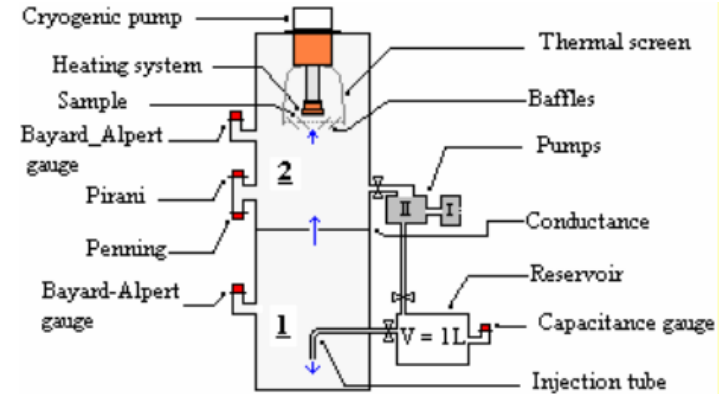 Cryogenic pump
Thermal screen
Heating system
Sample
Baffles
Bayard_Alpert
gauge
Pumps
2
Pirani
II
I
Conductance
Penning
Reservoir
Bayard-Alpert
gauge
Capacitance gauge
1
V = 1L
Injection tube